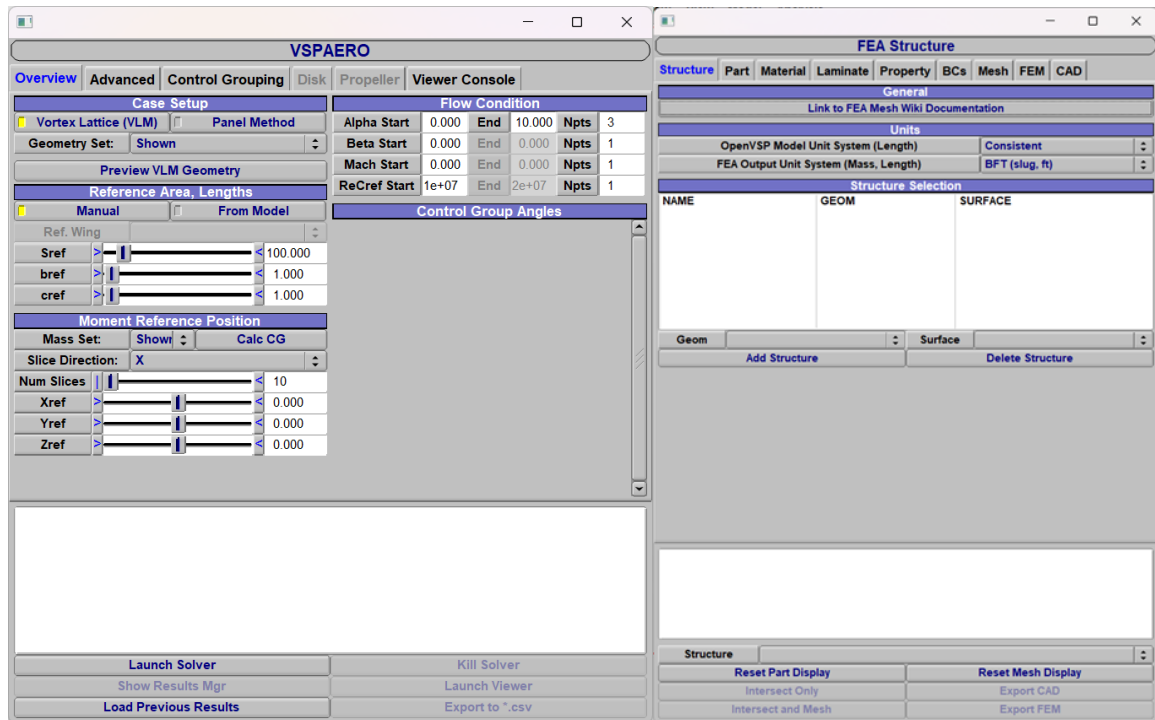 VSPAERO
Overview Advanced Control Grouping Disk Propeller Viewer Console
Case Setup
Vortex Lattice (VLM) Panel Method
Geometry Set: Shown
Preview VLM Geometry
Reference Area, Lengths
Manual From Model
Ref. Wing
Sref > < 100.000
bref > < 1.000
cref > < 1.000
Moment Reference Position
Mass Set: Shown Calc CG
Slice Direction: X
Num Slices | < 10
Xref > < 0.000
Yref > < 0.000
Zref > < 0.000
Flow Condition
Alpha Start 0.000 End 10.000 Npts 3
Beta Start 0.000 End 0.000 Npts 1
Mach Start 0.000 End 0.000 Npts 1
ReCref Start 1e+07 End 2e+07 Npts 1
Control Group Angles
Launch Solver Kill Solver
Show Results Mgr Launch Viewer
Load Previous Results Export to *.csv
FEA Structure
Structure Part Material Laminate Property BCs Mesh FEM CAD
General
Link to FEA Mesh Wiki Documentation
Units
OpenVSP Model Unit System (Length) Consistent
FEA Output Unit System (Mass, Length) BFT (slug, ft)
Structure Selection
NAME GEOM SURFACE
Geom Surface
Add Structure Delete Structure
Structure
Reset Part Display Reset Mesh Display
Intersect Only Export CAD
Intersect and Mesh Export FEM